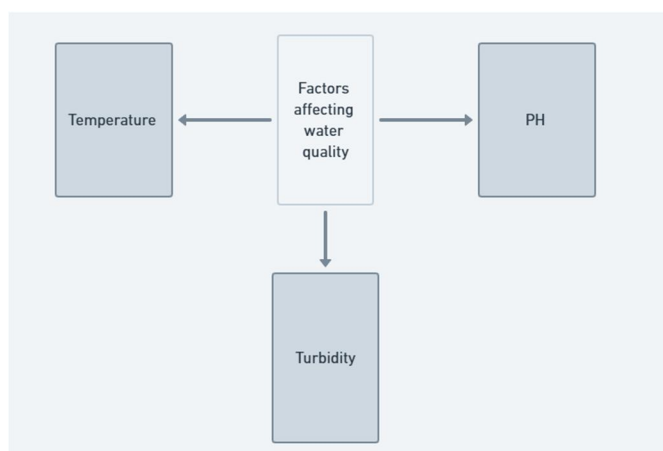 Temperature
Factors
affecting
water
quality
PH
Turbidity